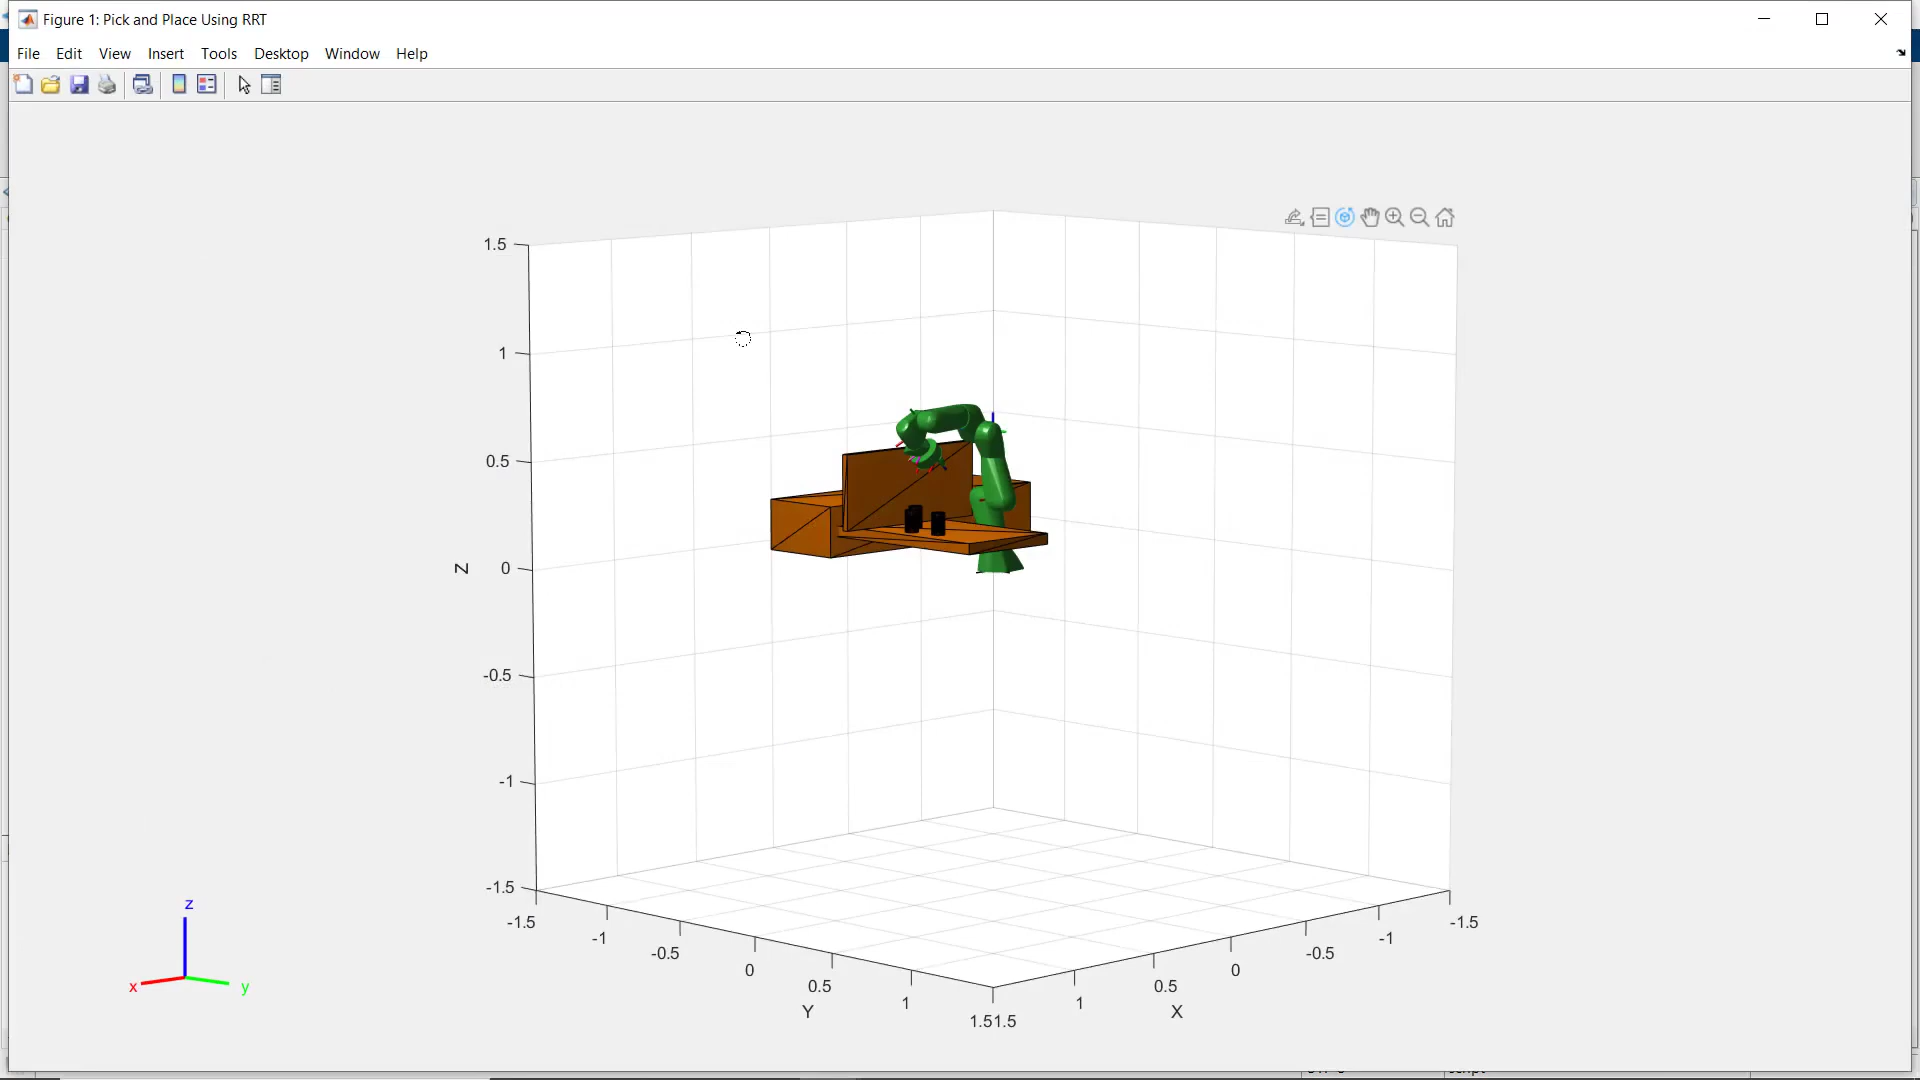 Figure 1: Pick and Place Using RRT
File Edit View Insert Tools Desktop Window Help
1.5
1
0.5
Z
0
-0.5
-1
-1.5
-1.5
-1
-0.5
0
0.5
1
1.51.5
1
0.5
0
-0.5
-1
-1.5
Y
X
z
x
y